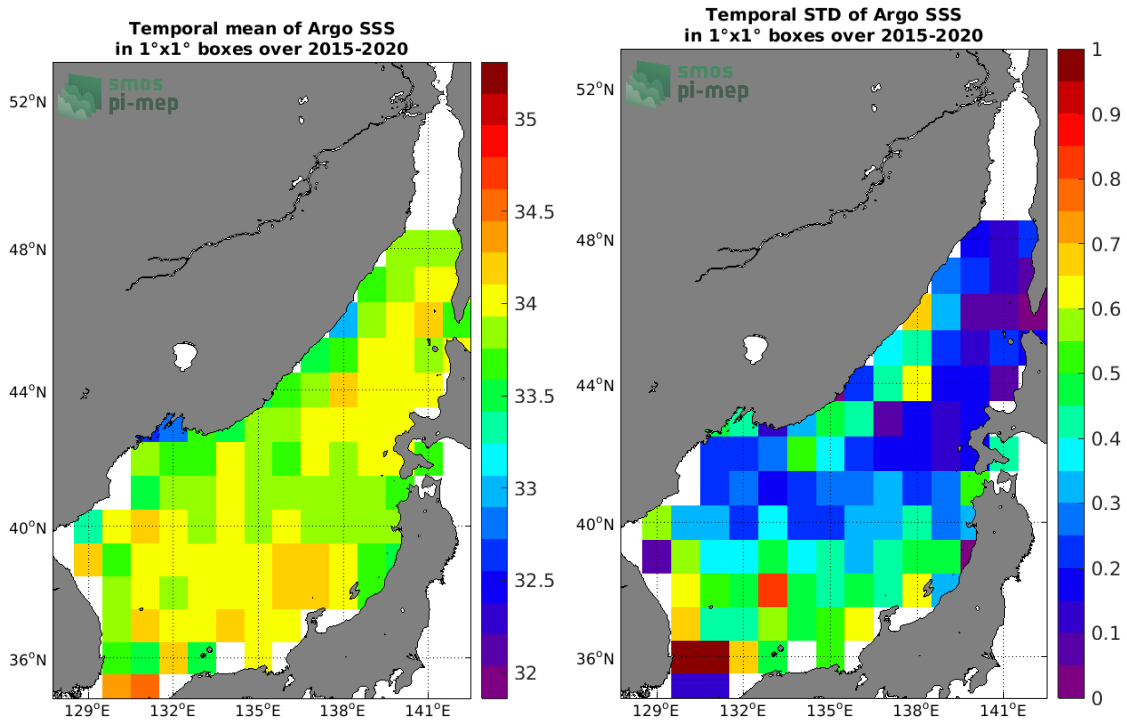 Temporal mean of Argo SSS
in 1°x1° boxes over 2015-2020
smos
pi-mep
52°N
48°N
44°N
40°N
36°N
129°E
132°E
135°E
138°E
141°E
35
34.5
34
33.5
33
32.5
32
Temporal STD of Argo SSS
in 1°x1° boxes over 2015-2020
smos
pi-mep
52°N
48°N
44°N
40°N
36°N
129°E
132°E
135°E
138°E
141°E
1
0.9
0.8
0.7
0.6
0.5
0.4
0.3
0.2
0.1
0